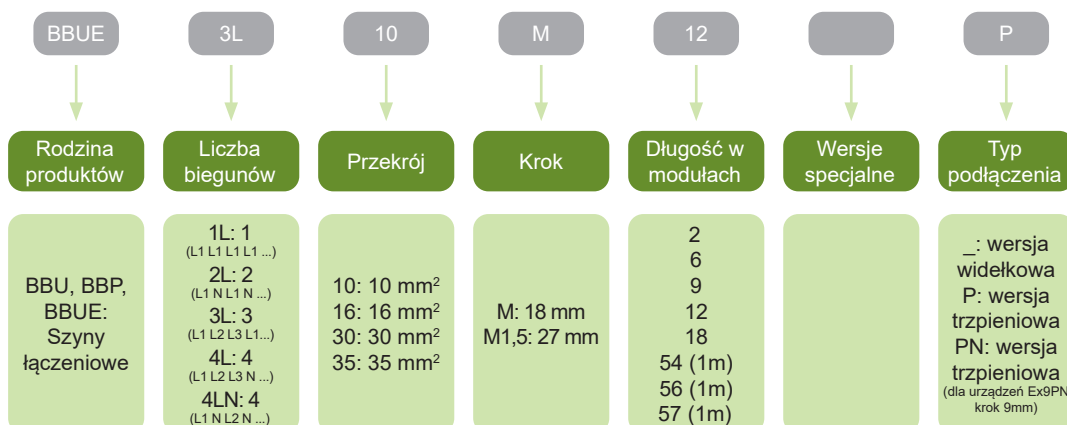 BBUE
3L
10
M
12
P
Rodzina
produktów
Liczba
biegunów
Przekrój
Krok
Długość w
modułach
Wersje
specjalne
Typ
podłączenia
BBU, BBP,
BBUE:
Szyny
łączeniowe
1L: 1
(L1 L1 L1 L1 ...)
2L: 2
(L1 N L1 N ...)
3L: 3
(L1 L2 L3 L1...)
4L: 4
(L1 L2 L3 N ...)
4LN: 4
(L1 N L2 N ...)
10: 10 mm²
16: 16 mm²
30: 30 mm²
35: 35 mm²
M: 18 mm
M1,5: 27 mm
2
6
9
12
18
54 (1m)
56 (1m)
57 (1m)
_: wersja
widełkowa
P: wersja
trzpieniowa
PN: wersja
trzpieniowa
(dla urządzeń Ex9PN
krok 9mm)